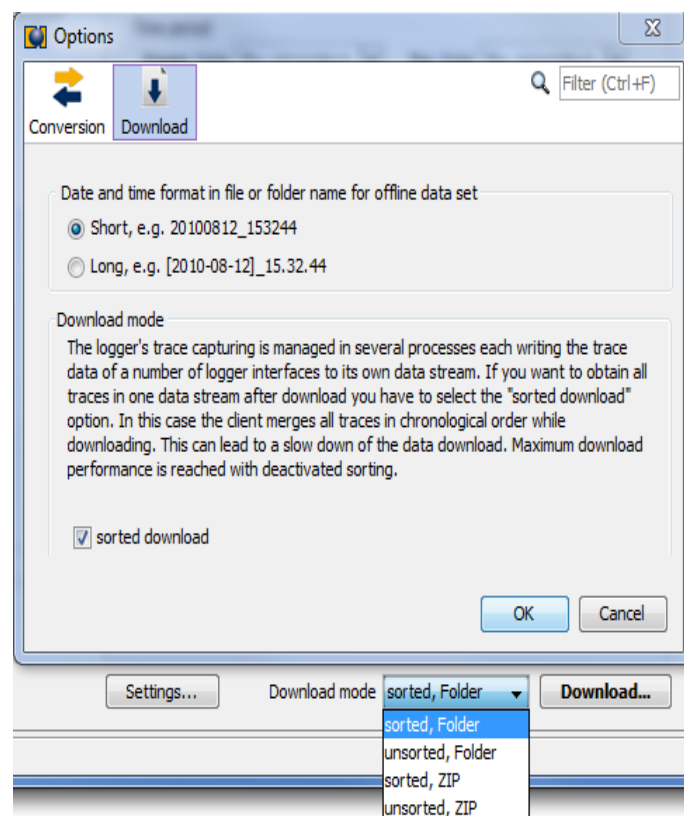 Options
Time period
Filter (Ctrl+F)
Conversion Download
Date and time format in file or folder name for offline data set
Short, e.g. 20100812_153244
Long, e.g. [2010-08-12]_15.32.44
Download mode
The logger's trace capturing is managed in several processes each writing the trace
data of a number of logger interfaces to its own data stream. If you want to obtain all
traces in one data stream after download you have to select the "sorted download"
option. In this case the client merges all traces in chronological order while
downloading. This can lead to a slow down of the data download. Maximum download
performance is reached with deactivated sorting.
sorted download
OK Cancel
Settings... Download mode sorted, Folder Download...
sorted, Folder
unsorted, Folder
sorted, ZIP
unsorted, ZIP